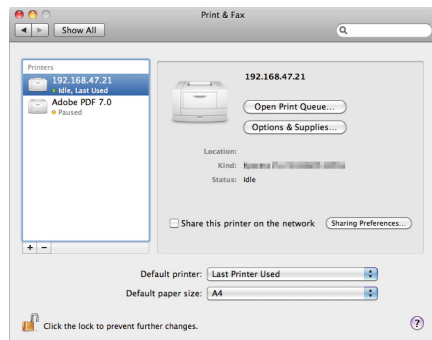 Print & Fax
Show All
Printers
192.168.47.21
Idle, Last Used
Adobe PDF 7.0
Paused
192.168.47.21
Open Print Queue...
Options & Supplies...
Location:
Kind:
Status: Idle
Share this printer on the network
Sharing Preferences...
+ −
Default printer: Last Printer Used
Default paper size: A4
Click the lock to prevent further changes.
?